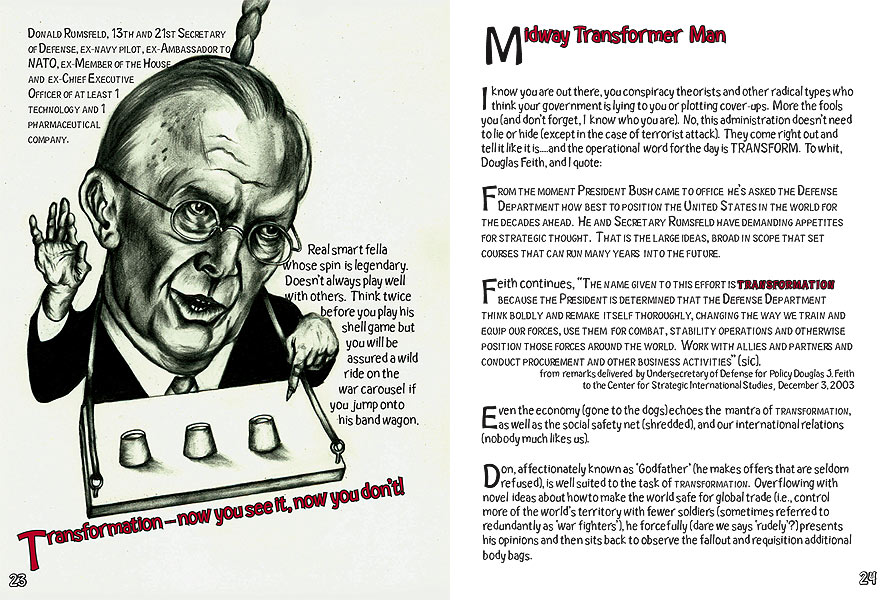 Donald Rumsfeld, 13th and 21st Secretary
of Defense, ex-navy pilot, ex-Ambassador to
NATO, ex-Member of the House
and ex-Chief Executive
Officer of at least 1
technology and 1
pharmaceutical
company.
Real smart fella
whose spin is legendary.
Doesn't always play well
with others. Think twice
before you play his
shell game but
you will be
assured a wild
ride on the
war carousel if
you jump onto
his band wagon.
Transformation – now you see it, now you don't!
23
Midway Transformer Man
I know you are out there, you conspiracy theorists and other radical types who
think your government is lying to you or plotting cover-ups. More the fools
you (and don't forget, I know who you are). No, this administration doesn't need
to lie or hide (except in the case of terrorist attack). They come right out and
tell it like it is....and the operational word for the day is TRANSFORM. To whit,
Douglas Feith, and I quote:
From the moment President Bush came to office he's asked the Defense
Department how best to position the United States in the world for
the decades ahead. He and Secretary Rumsfeld have demanding appetites
for strategic thought. That is the large ideas, broad in scope that set
courses that can run many years into the future.
Feith continues, "The name given to this effort is TRANSFORMATION
because the President is determined that the Defense Department
think boldly and remake itself thoroughly, changing the way we train and
equip our forces, use them for combat, stability operations and otherwise
position those forces around the world. Work with allies and partners and
conduct procurement and other business activities" (sic).
from remarks delivered by Undersecretary of Defense for Policy Douglas J. Feith
to the Center for Strategic International Studies, December 3, 2003
Even the economy (gone to the dogs) echoes the mantra of transformation,
as well as the social safety net (shredded), and our international relations
(nobody much likes us).
Don, affectionately known as 'Godfather' (he makes offers that are seldom
refused), is well suited to the task of transformation. Overflowing with
novel ideas about how to make the world safe for global trade (i.e., control
more of the world's territory with fewer soldiers (sometimes referred to
redundantly as 'war fighters'), he forcefully (dare we says 'rudely'?) presents
his opinions and then sits back to observe the fallout and requisition additional
body bags.
24